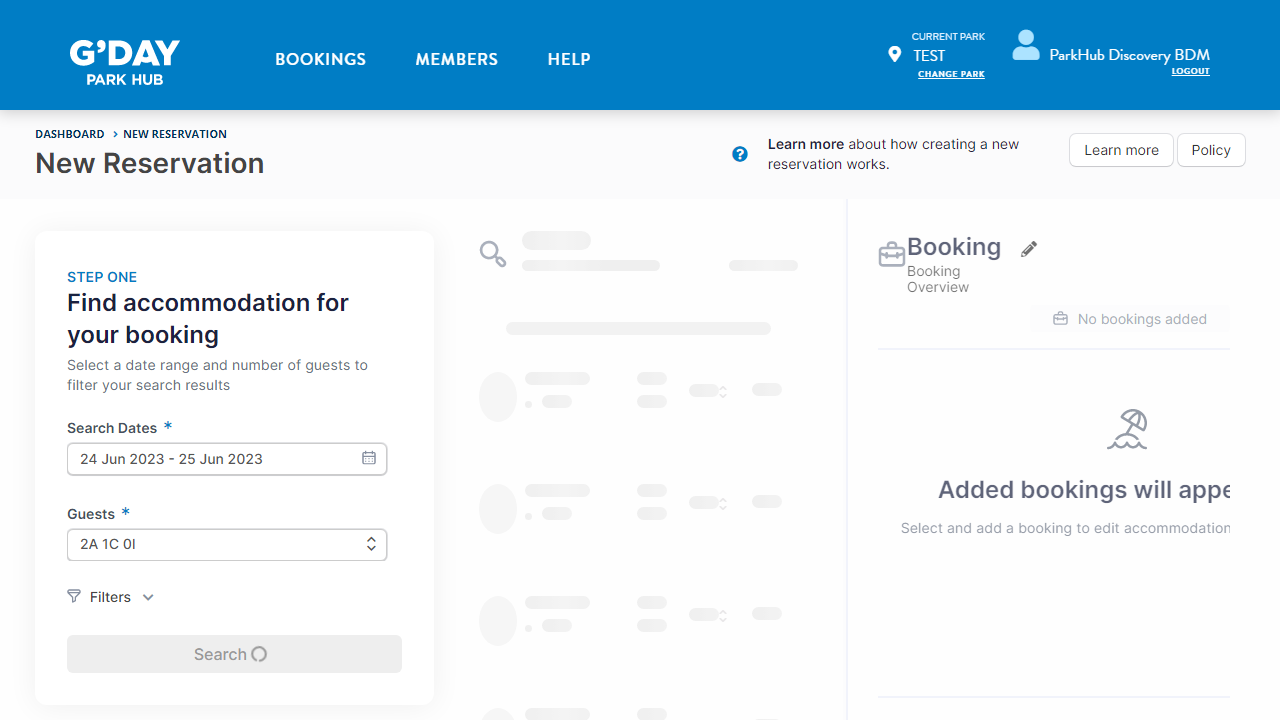 G'DAY
PARK HUB
BOOKINGS
MEMBERS
HELP
CURRENT PARK
TEST
CHANGE PARK
ParkHub Discovery BDM
LOGOUT
DASHBOARD > NEW RESERVATION
New Reservation
Learn more about how creating a new
reservation works.
Learn more
Policy
STEP ONE
Find accommodation for
your booking
Select a date range and number of guests to
filter your search results
Search Dates *
24 Jun 2023 - 25 Jun 2023
Guests *
2A 1C 0I
Filters
Search
Booking
Booking
Overview
No bookings added
Added bookings will appe
Select and add a booking to edit accommodation